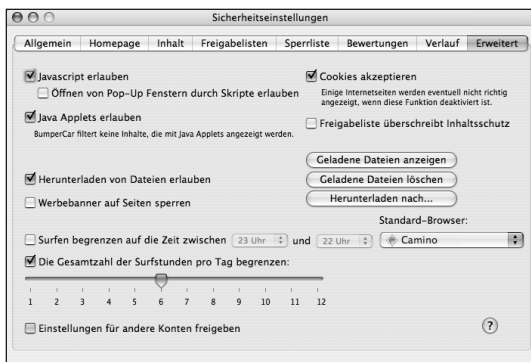 Sicherheitseinstellungen
Allgemein Homepage Inhalt Freigabelisten Sperrliste Bewertungen Verlauf Erweitert
Javascript erlauben
Öffnen von Pop-Up Fenstern durch Skripte erlauben
Java Applets erlauben
BumperCar filtert keine Inhalte, die mit Java Applets angezeigt werden.
Cookies akzeptieren
Einige Internetseiten werden eventuell nicht richtig
angezeigt, wenn diese Funktion deaktiviert ist.
Freigabeliste überschreibt Inhaltsschutz
Herunterladen von Dateien erlauben
Werbebanner auf Seiten sperren
Geladene Dateien anzeigen
Geladene Dateien löschen
Herunterladen nach...
Standard-Browser:
Surfen begrenzen auf die Zeit zwischen 23 Uhr und 22 Uhr Camino
Die Gesamtzahl der Surfstunden pro Tag begrenzen:
1 2 3 4 5 6 7 8 9 10 11 12
Einstellungen für andere Konten freigeben ?